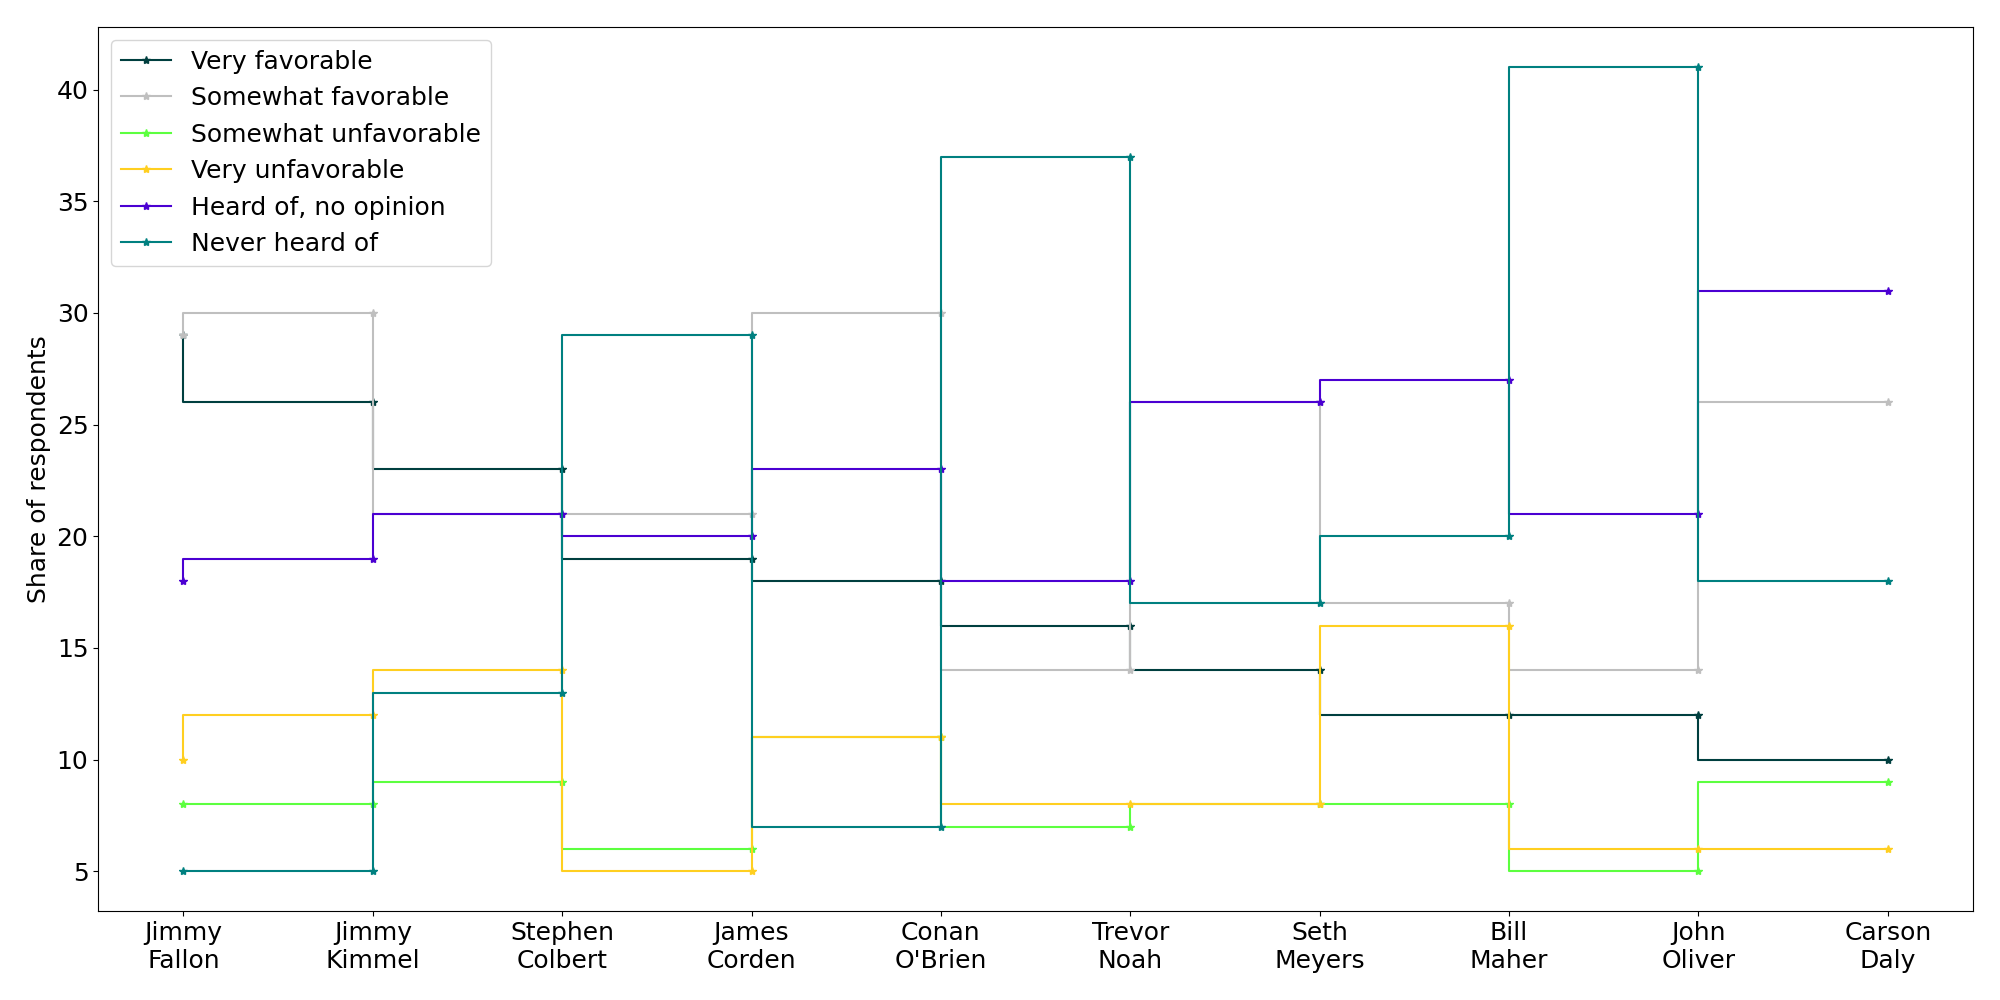 Very favorable
Somewhat favorable
Somewhat unfavorable
Very unfavorable
Heard of, no opinion
Never heard of
Share of respondents
40
35
30
25
20
15
10
5
Jimmy
Fallon
Jimmy
Kimmel
Stephen
Colbert
James
Corden
Conan
O'Brien
Trevor
Noah
Seth
Meyers
Bill
Maher
John
Oliver
Carson
Daly